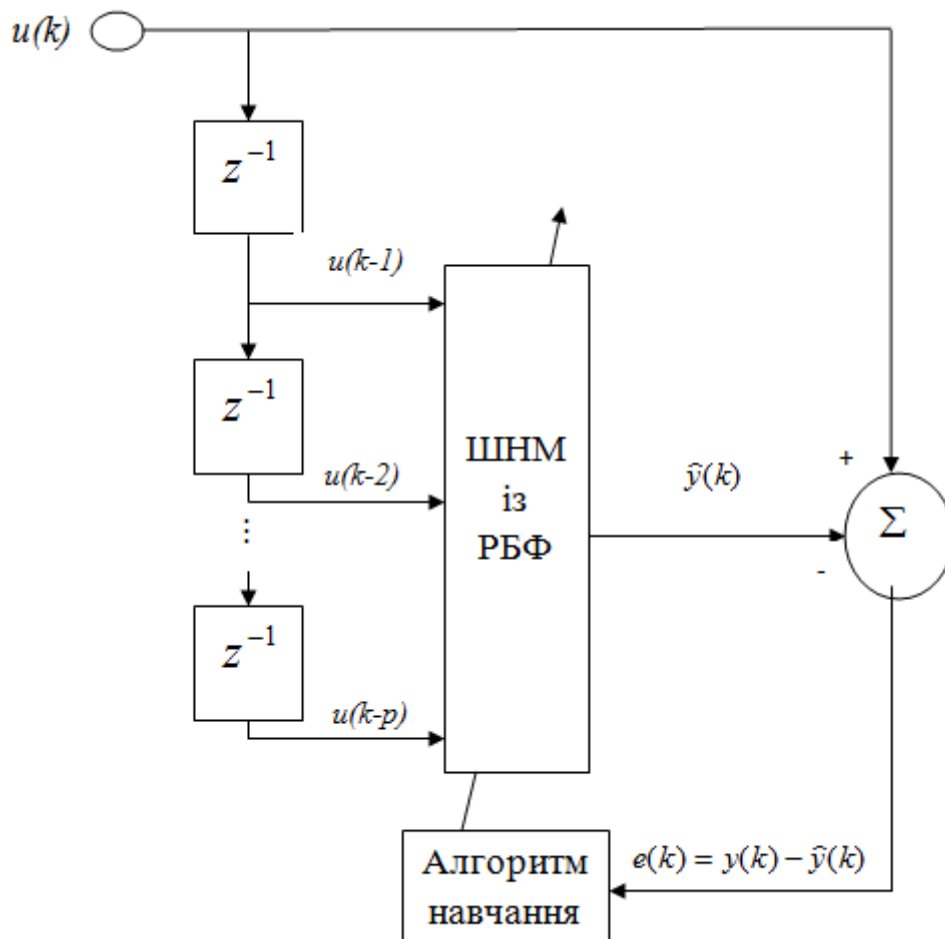 u(k)
z⁻¹
u(k-1)
z⁻¹
u(k-2)
⋮
z⁻¹
u(k-p)
ШНМ
із
РБФ
ŷ(k)
+
-
Σ
e(k) = y(k) − ŷ(k)
Алгоритм
навчання